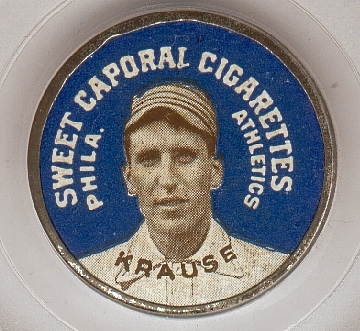 SWEET CAPORAL CIGARETTES
PHILA.
ATHLETICS
KRAUSE